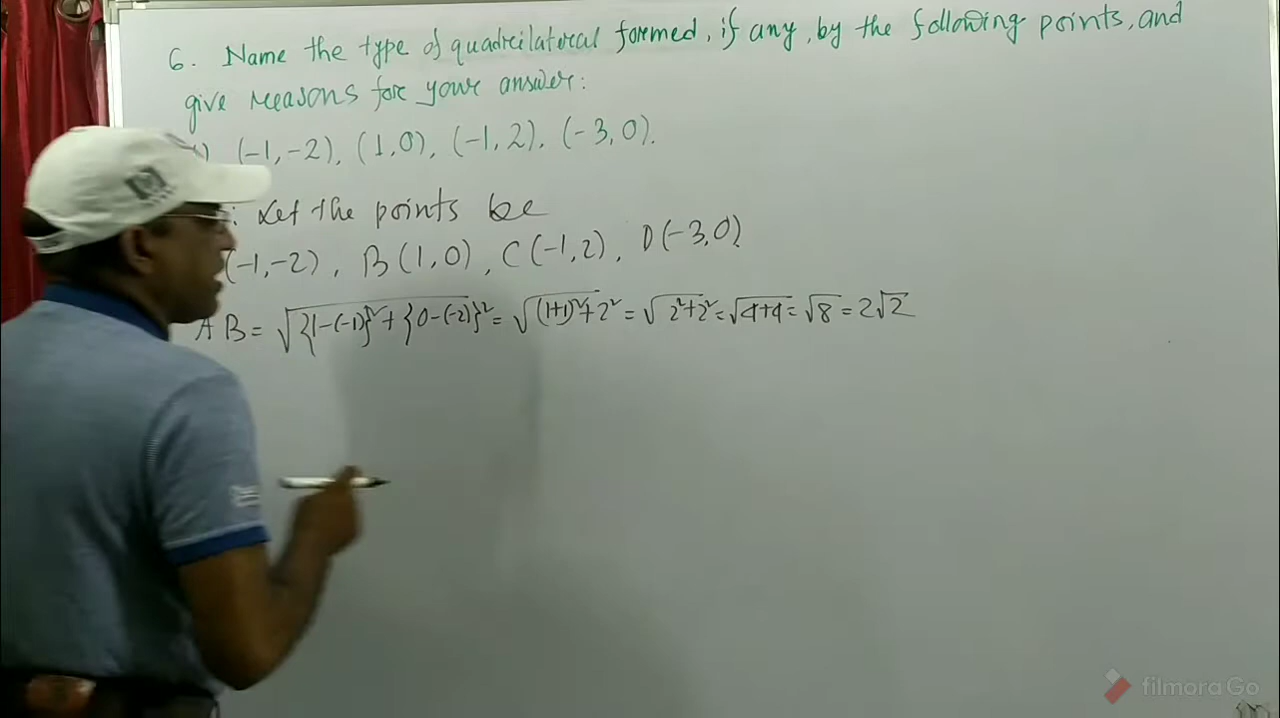 6. Name the type of quadrilateral formed, if any, by the following points, and
give reasons for your answer:
) (-1,-2), (1,0), (-1,2), (-3,0).
: Let the points be
(-1,-2), B(1,0), C(-1,2), D(-3,0)
AB = √{1-(-1)}²+{0-(-2)}² = √(1+1)²+2² = √2²+2² = √4+4 = √8 = 2√2
filmora Go